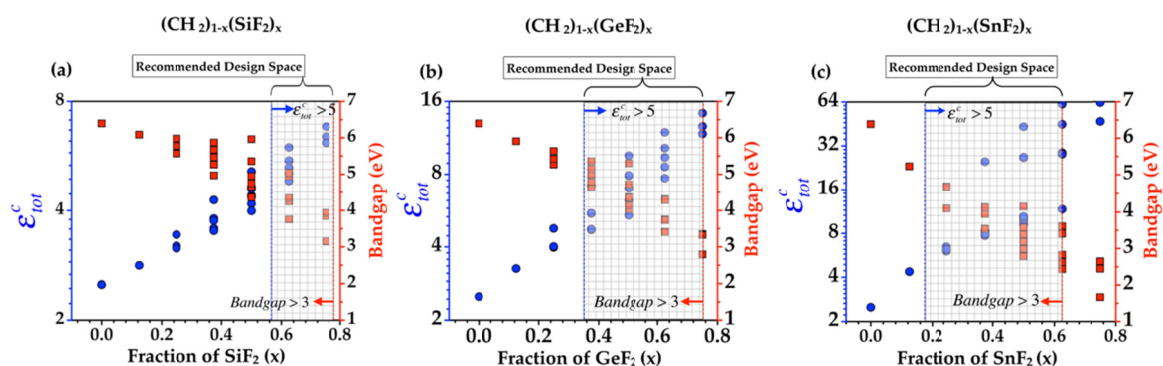 (CH 2)1-x(SiF2)x
(CH2)1-x(GeF2)x
(CH2)1-x(SnF2)x
(a)
Recommended Design Space
(b)
Recommended Design Space
(c)
Recommended Design Space
8
4
2
ε^c_tot
ε^c_tot > 5
Bandgap > 3
7
6
5
4
3
2
1
Bandgap (eV)
0.0 0.2 0.4 0.6 0.8
Fraction of SiF2 (x)
16
8
4
2
ε^c_tot
ε^c_tot > 5
Bandgap > 3
7
6
5
4
3
2
1
Bandgap (eV)
0.0 0.2 0.4 0.6 0.8
Fraction of GeF2 (x)
64
32
16
8
4
2
ε^c_tot
ε^c_tot > 5
Bandgap > 3
7
6
5
4
3
2
1
Bandgap (eV)
0.0 0.2 0.4 0.6 0.8
Fraction of SnF2 (x)